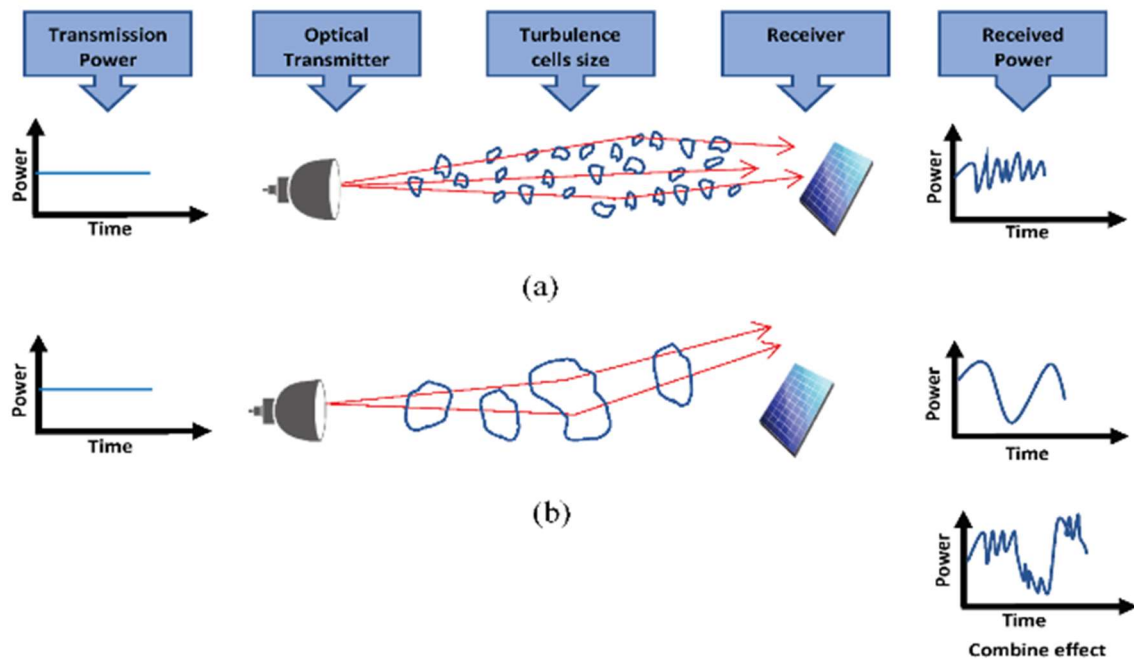 Transmission
Power
Optical
Transmitter
Turbulence
cells size
Receiver
Received
Power
Power
Time
Power
Time
(a)
Power
Time
Power
Time
(b)
Power
Time
Combine effect